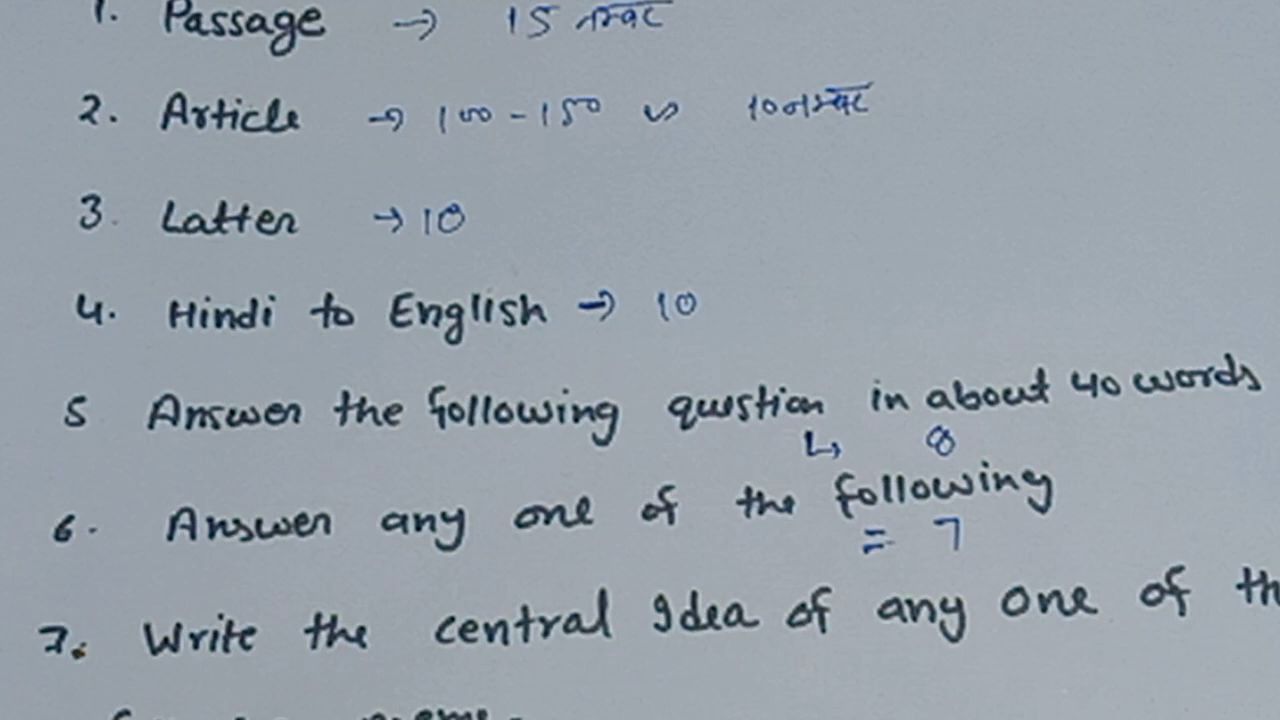 1. Passage → 15 नम्बर
2. Article → 100-150 10 नम्बर
3. Latter → 10
4. Hindi to English → 10
5 Answer the following question in about 40 words
↳ 8
6. Answer any one of the following
= 7
7. Write the central Idea of any one of th